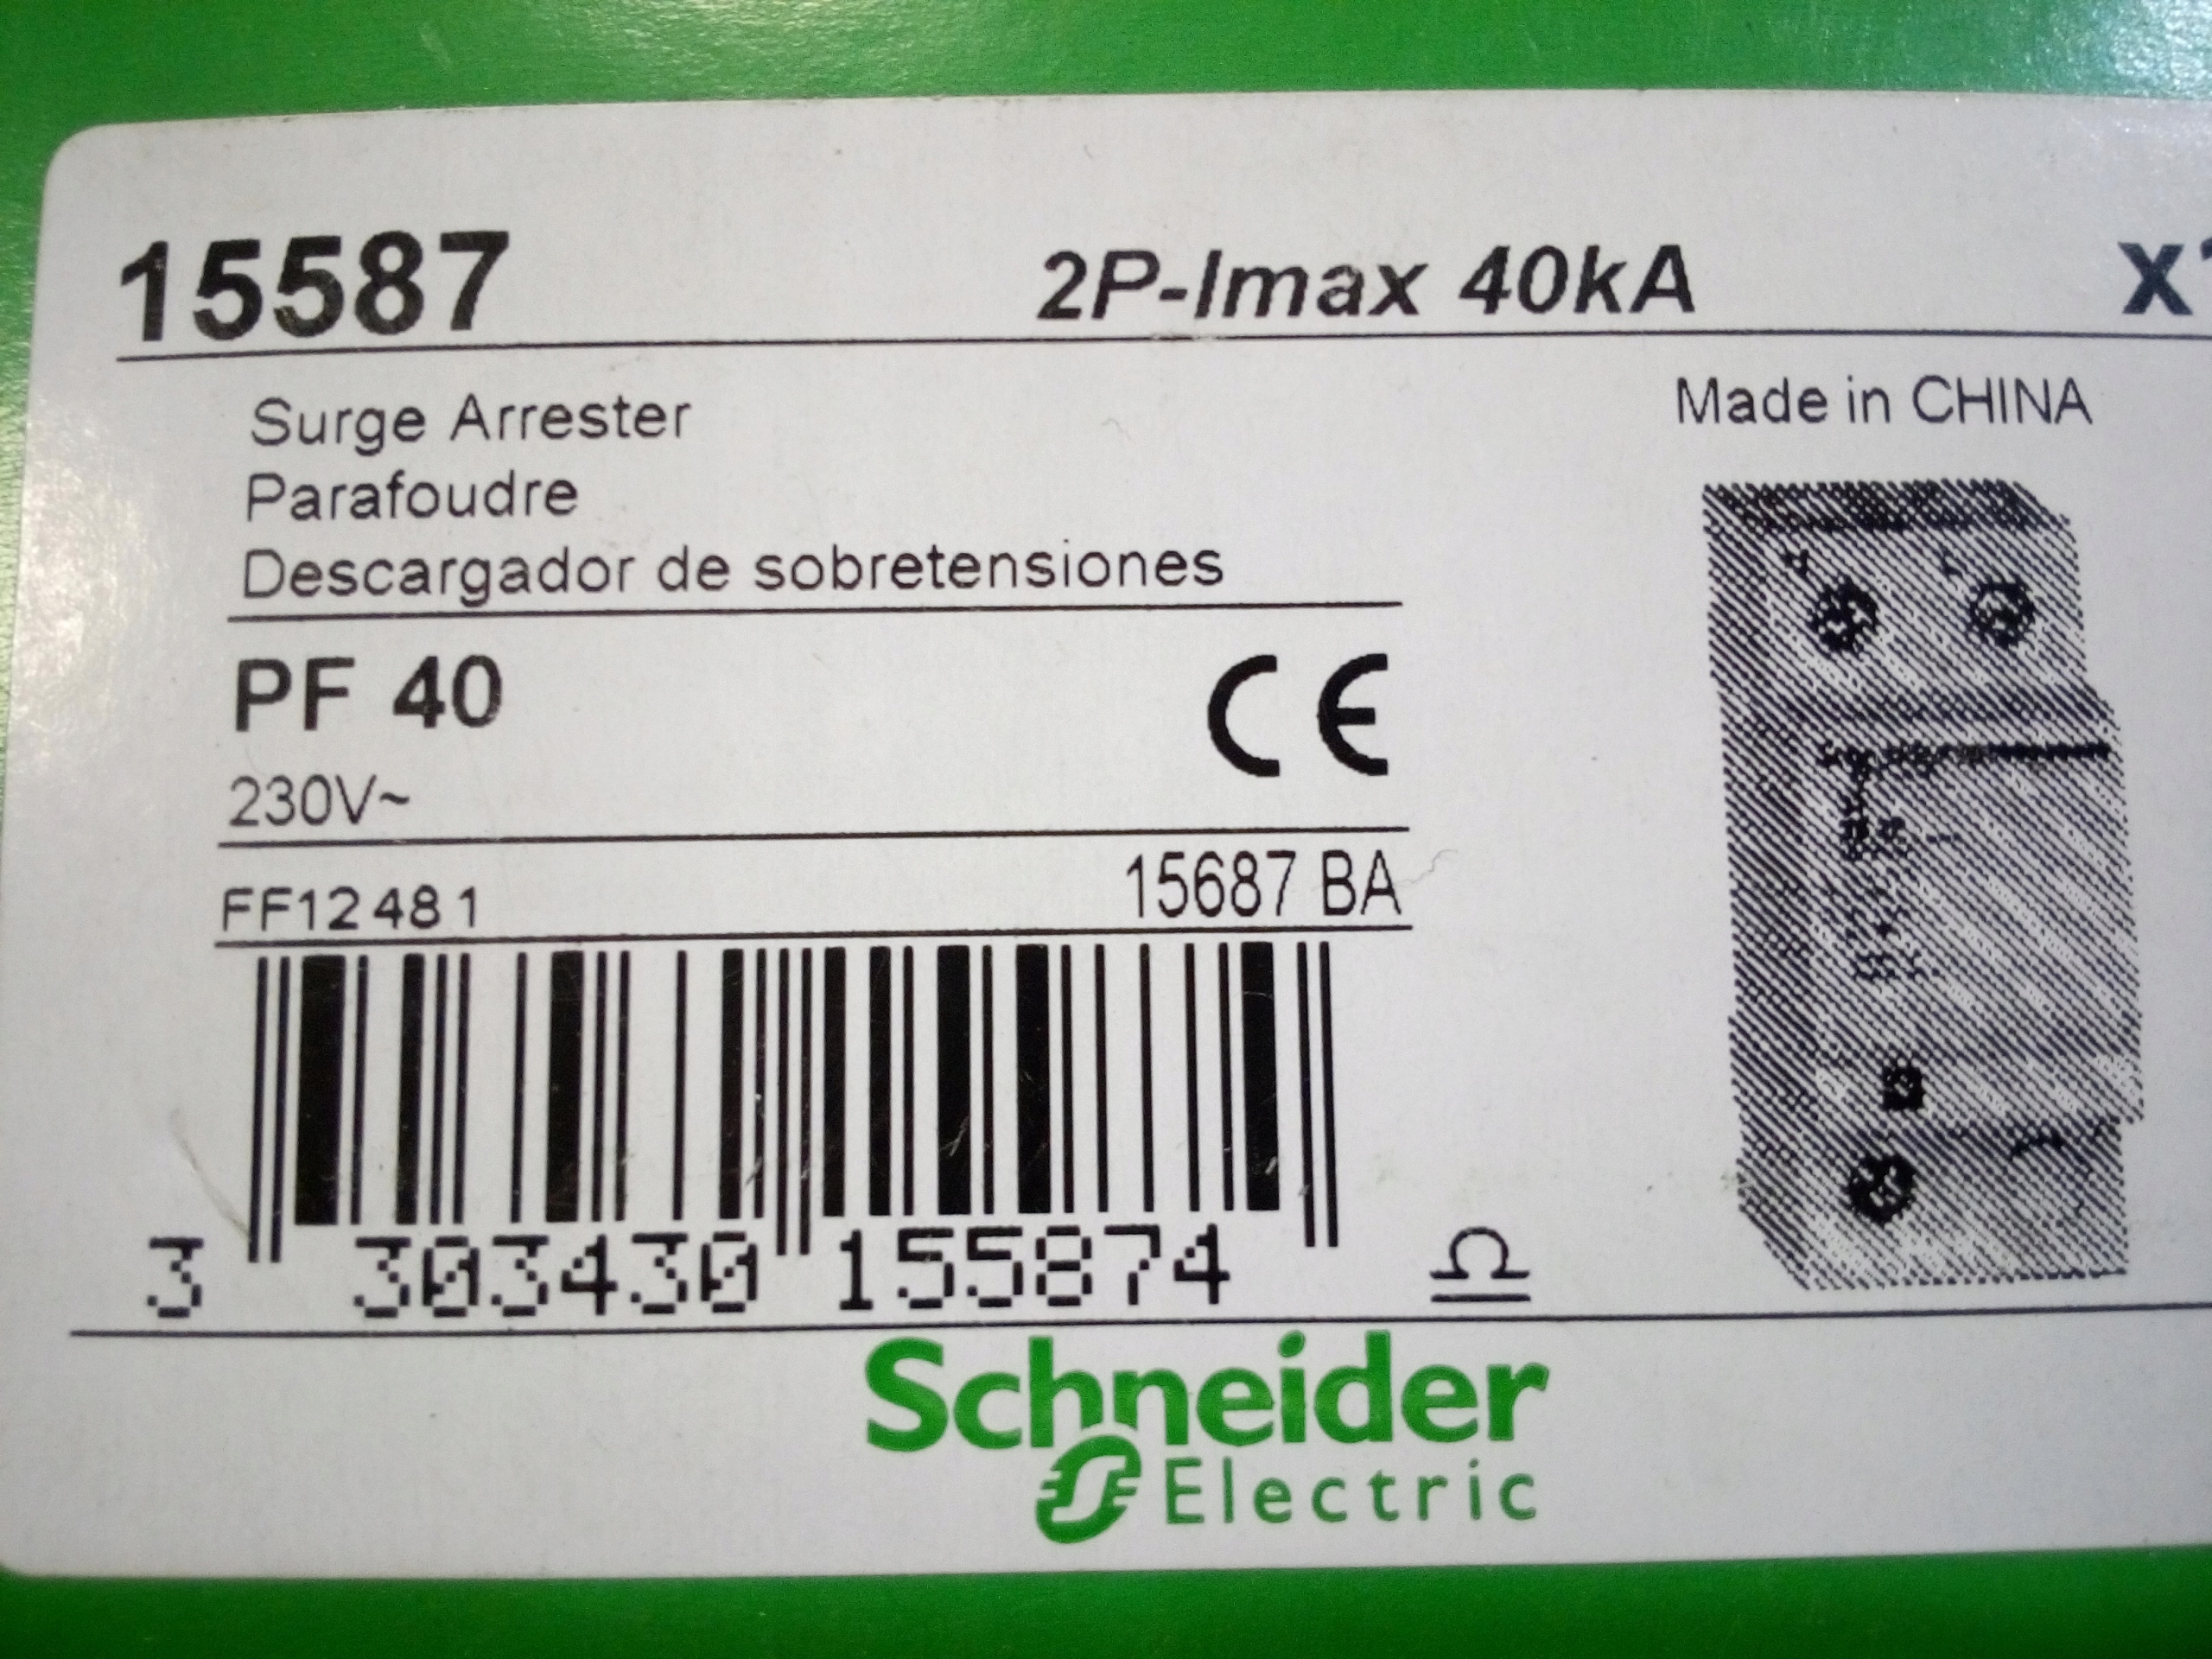 15587 2P-Imax 40kA x1
Surge Arrester
Made in CHINA
Parafoudre
Descargador de sobretensiones
PF 40
CE
230V~
FF12481 15687 BA
3 303430 155874
Schneider
Electric